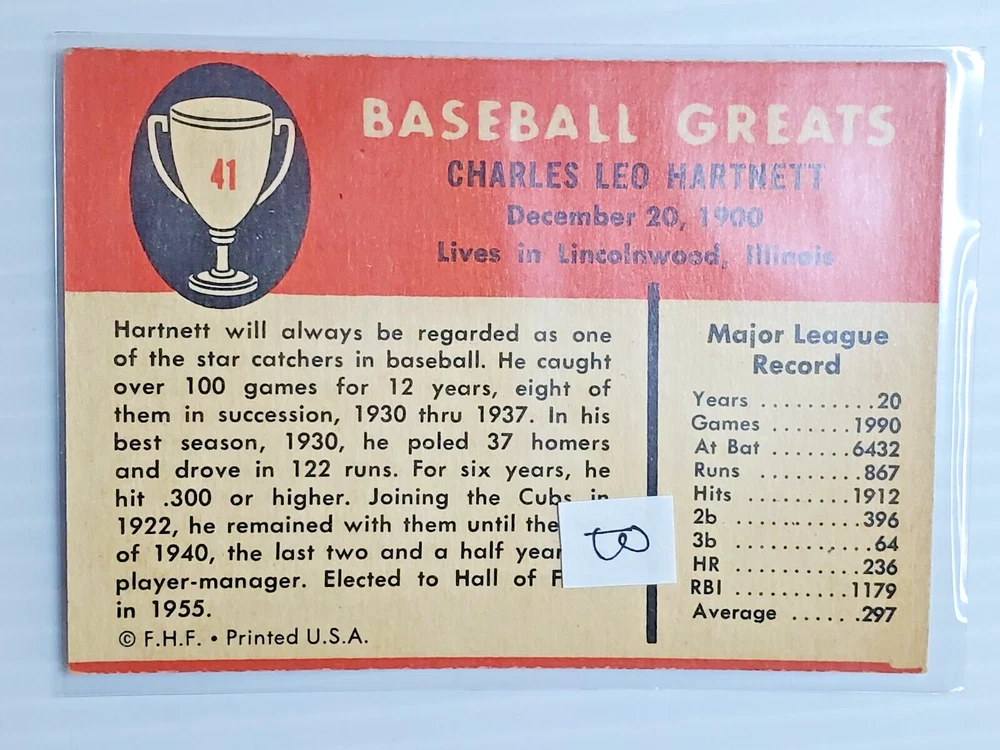 41
BASEBALL GREATS
CHARLES LEO HARTNETT
December 20, 1900
Lives in Lincolnwood, Illinois
Hartnett will always be regarded as one
of the star catchers in baseball. He caught
over 100 games for 12 years, eight of
them in succession, 1930 thru 1937. In his
best season, 1930, he poled 37 homers
and drove in 122 runs. For six years, he
hit .300 or higher. Joining the Cubs in
1922, he remained with them until the
of 1940, the last two and a half
player-manager. Elected to Hall of
in 1955.
© F.H.F. • Printed U.S.A.
Major League
Record
Years ..........20
Games .......1990
At Bat .......6432
Runs .........867
Hits .........1912
2b ...........396
3b ............64
HR ...........236
RBI ..........1179
Average ......297
B